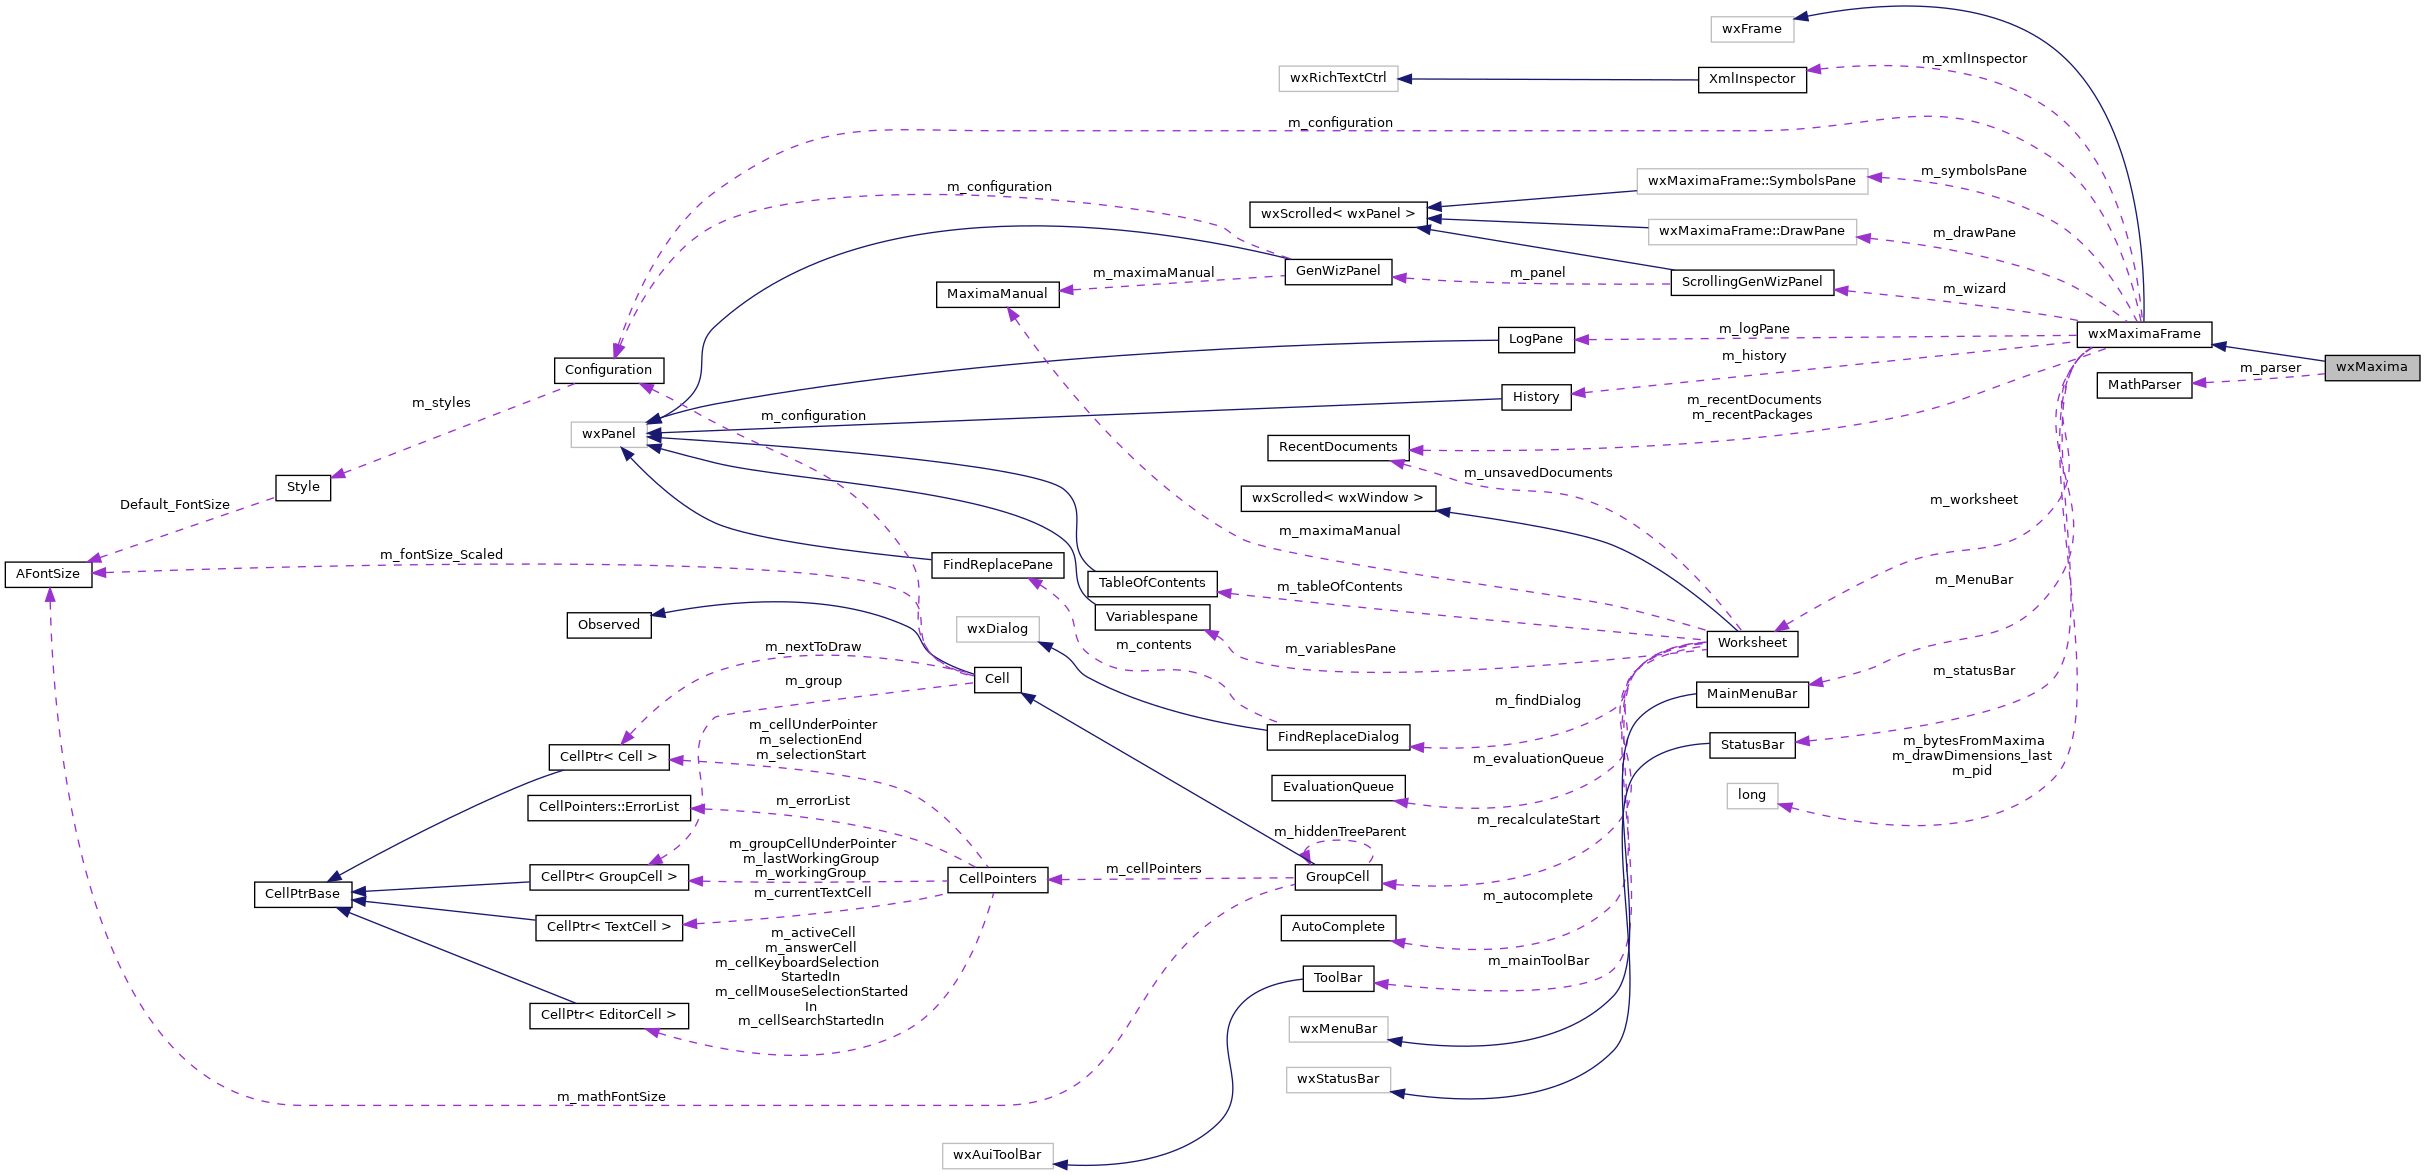 wxFrame
m_xmlInspector
wxRichTextCtrl
XmlInspector
m_configuration
m_symbolsPane
wxMaximaFrame::SymbolsPane
m_configuration
wxScrolled< wxPanel >
wxMaximaFrame::DrawPane
m_drawPane
GenWizPanel
m_maximaManual
m_panel
ScrollingGenWizPanel
m_wizard
MaximaManual
m_logPane
wxMaximaFrame
LogPane
m_history
wxMaxima
m_parser
Configuration
MathParser
m_styles
History
m_recentDocuments
m_recentPackages
m_configuration
wxPanel
RecentDocuments
m_unsavedDocuments
Style
wxScrolled< wxWindow >
m_worksheet
Default_FontSize
m_maximaManual
m_fontSize_Scaled
FindReplacePane
AFontSize
TableOfContents
m_tableOfContents
m_MenuBar
Variablespane
Observed
wxDialog
m_contents
Worksheet
m_nextToDraw
m_variablesPane
m_statusBar
m_group
Cell
MainMenuBar
m_findDialog
m_cellUnderPointer
m_selectionEnd
m_selectionStart
FindReplaceDialog
StatusBar
m_bytesFromMaxima
m_drawDimensions_last
m_pid
CellPtr< Cell >
m_evaluationQueue
EvaluationQueue
long
m_errorList
CellPointers::ErrorList
m_recalculateStart
m_hiddenTreeParent
m_groupCellUnderPointer
m_lastWorkingGroup
m_workingGroup
m_cellPointers
CellPtr< GroupCell >
CellPointers
GroupCell
CellPtrBase
m_currentTextCell
m_autocomplete
CellPtr< TextCell >
AutoComplete
m_activeCell
m_answerCell
m_cellKeyboardSelection
StartedIn
m_cellMouseSelectionStarted
In
m_cellSearchStartedIn
m_mainToolBar
ToolBar
CellPtr< EditorCell >
wxMenuBar
wxStatusBar
m_mathFontSize
wxAuiToolBar